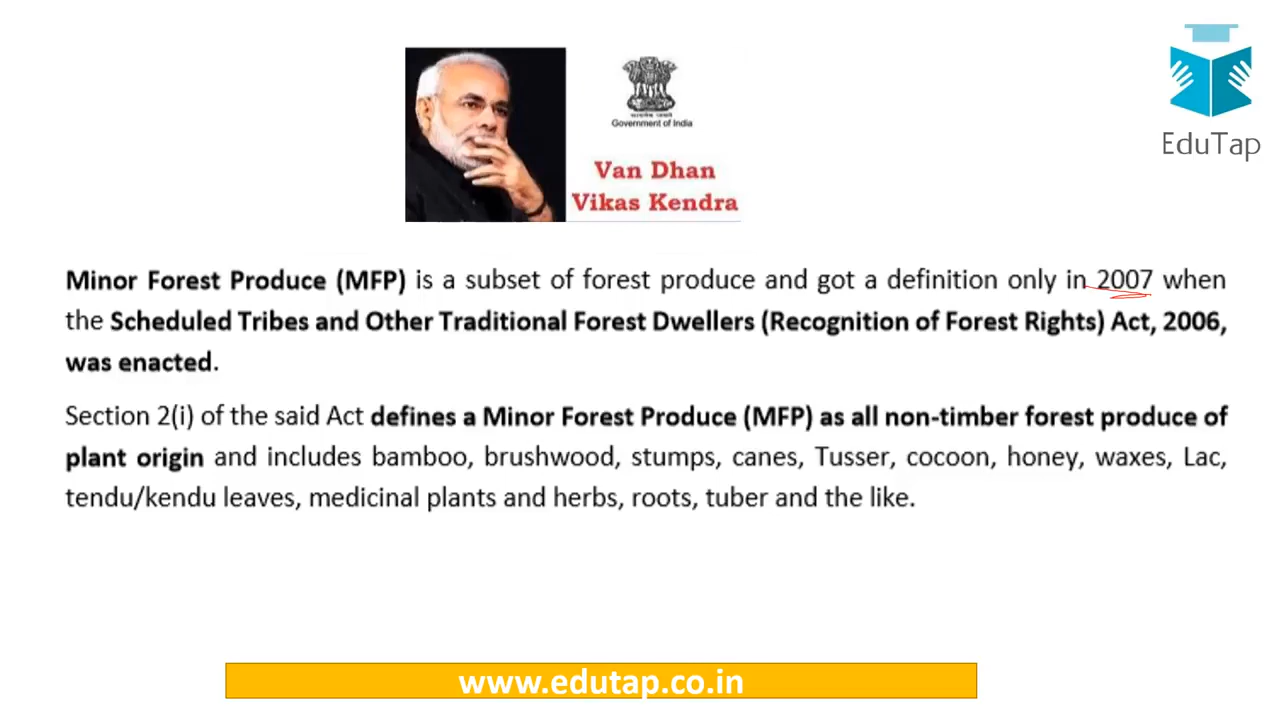 Government of India
Van Dhan
Vikas Kendra
EduTap
Minor Forest Produce (MFP) is a subset of forest produce and got a definition only in 2007 when
the Scheduled Tribes and Other Traditional Forest Dwellers (Recognition of Forest Rights) Act, 2006,
was enacted.
Section 2(i) of the said Act defines a Minor Forest Produce (MFP) as all non-timber forest produce of
plant origin and includes bamboo, brushwood, stumps, canes, Tusser, cocoon, honey, waxes, Lac,
tendu/kendu leaves, medicinal plants and herbs, roots, tuber and the like.
www.edutap.co.in